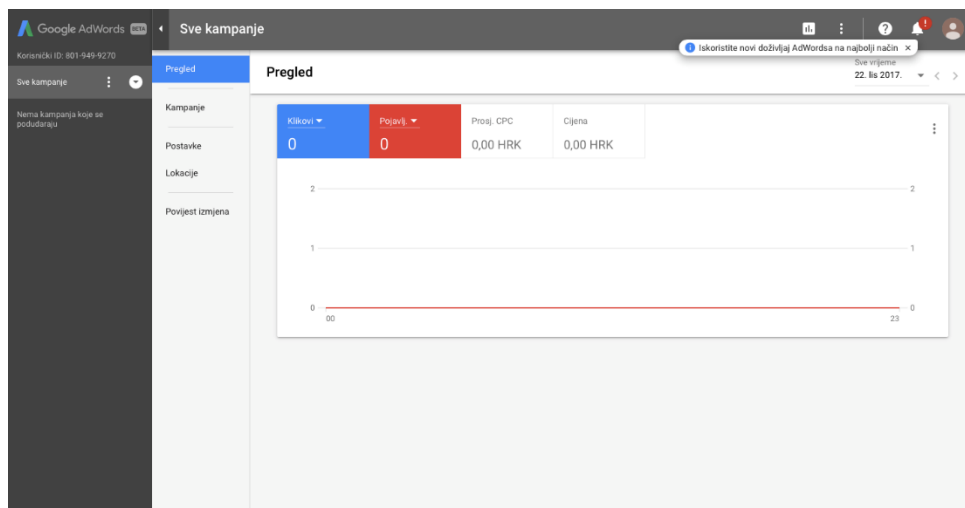 Google AdWords BETA
Sve kampanje
Iskoristite novi doživljaj AdWordsa na najbolji način ×
Korisnički ID: 801-949-9270
Sve kampanje
Nema kampanja koje se
podudaraju
Pregled
Kampanje
Postavke
Lokacije
Povijest izmjena
Pregled
Sve vrijeme
22. lis 2017.
Klikovi
0
Pojavlj.
0
Prosj. CPC
0,00 HRK
Cijena
0,00 HRK
2 2
1 1
0 0
00 23